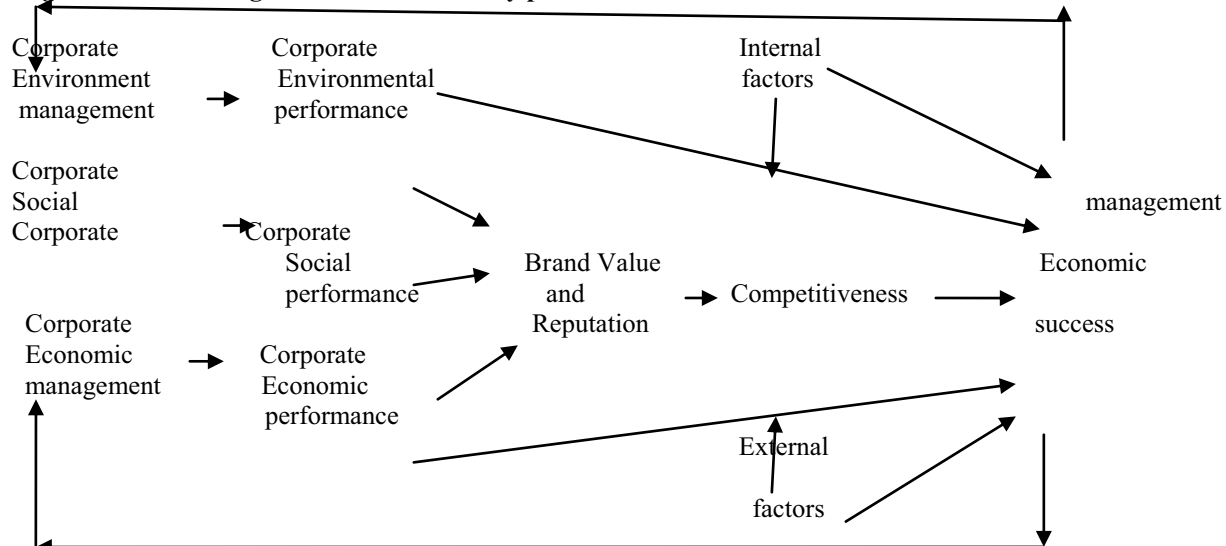 Corporate
Environment
management
Corporate
Environmental
performance
Internal
factors
Corporate
Social
Corporate
management
Corporate
Social
performance
Brand Value
and
Reputation
Competitiveness
Economic
success
Corporate
Economic
management
Corporate
Economic
performance
External
factors